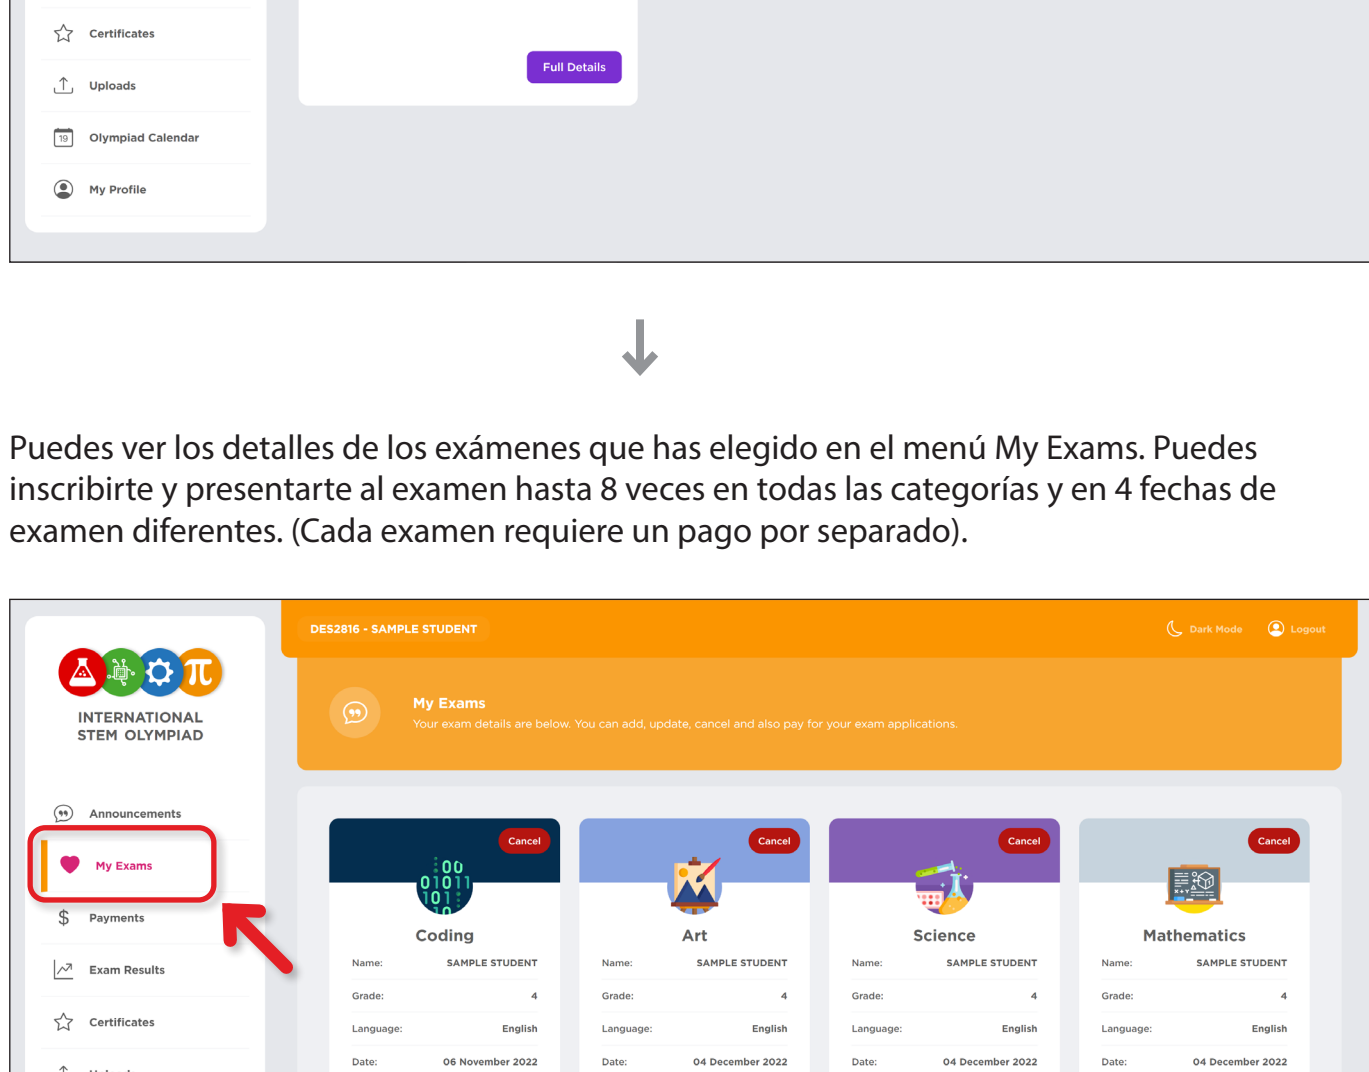 Certificates
Full Details
Uploads
19
Olympiad Calendar
My Profile
Puedes ver los detalles de los exámenes que has elegido en el menú My Exams. Puedes
inscribirte y presentarte al examen hasta 8 veces en todas las categorías y en 4 fechas de
examen diferentes. (Cada examen requiere un pago por separado).
DES2816 - SAMPLE STUDENT
Dark Mode
Logout
π
INTERNATIONAL
STEM OLYMPIAD
My Exams
Your exam details are below. You can add, update, cancel and also pay for your exam applications.
Announcements
My Exams
$ Payments
Exam Results
Certificates
Cancel
Coding
Name: SAMPLE STUDENT
Grade: 4
Language: English
Date: 06 November 2022
Cancel
Art
Name: SAMPLE STUDENT
Grade: 4
Language: English
Date: 04 December 2022
Cancel
Science
Name: SAMPLE STUDENT
Grade: 4
Language: English
Date: 04 December 2022
Cancel
Mathematics
Name: SAMPLE STUDENT
Grade: 4
Language: English
Date: 04 December 2022